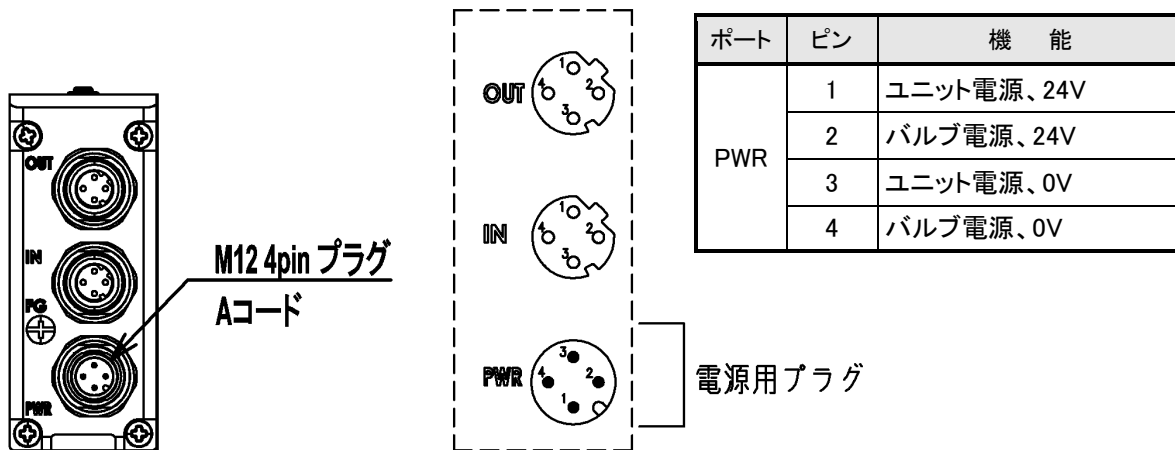 OUT
IN
FG
PWR
M12 4pin プラグ
Aコード
OUT
1
4
2
3
IN
1
4
2
3
PWR
3
4
2
1
電源用プラグ
ポート ピン 機 能
PWR
1 ユニット電源、24V
2 バルブ電源、24V
3 ユニット電源、0V
4 バルブ電源、0V